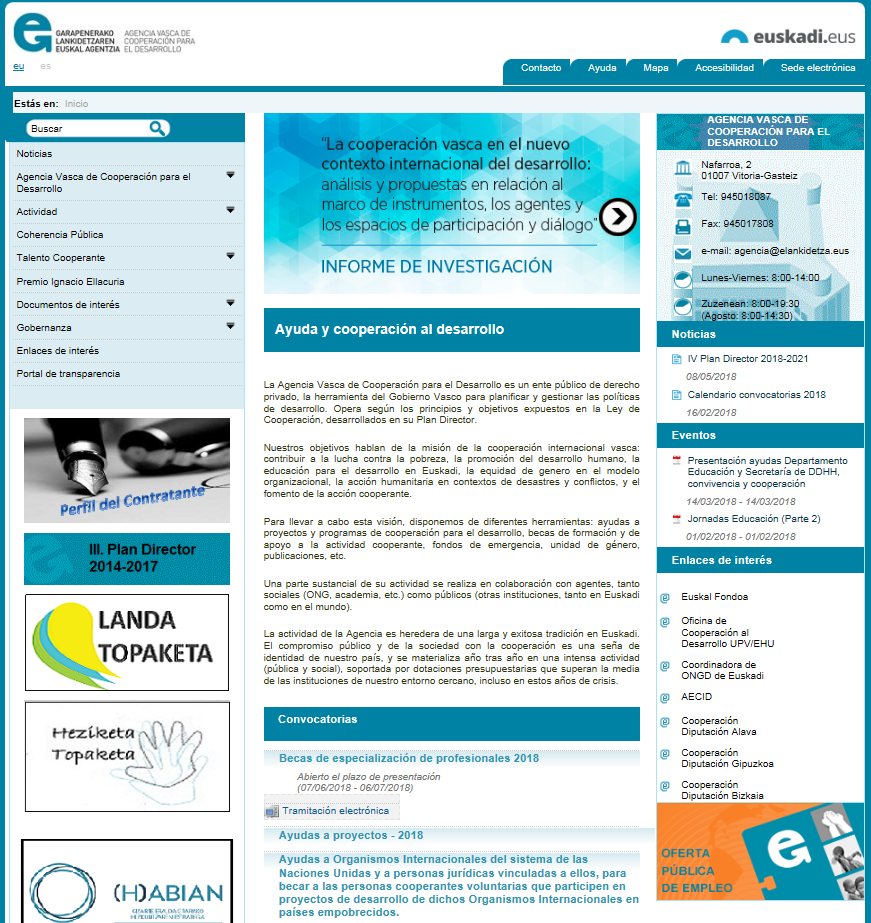 GARAPENERAKO
LANKIDETZAREN
EUSKAL AGENTZIA
AGENCIA VASCA DE
COOPERACIÓN PARA
EL DESARROLLO
euskadi.eus
eu es
Contacto Ayuda Mapa Accesibilidad Sede electrónica
Estás en: Inicio
Buscar
Noticias
Agencia Vasca de Cooperación para el
Desarrollo
Actividad
Coherencia Pública
Talento Cooperante
Premio Ignacio Ellacuria
Documentos de interés
Gobernanza
Enlaces de interés
Portal de transparencia
Perfil del Contratante
III. Plan Director
2014-2017
LANDA
TOPAKETA
Heziketa
Topaketa
(H)ABIAN
"La cooperación vasca en el nuevo
contexto internacional del desarrollo:
análisis y propuestas en relación al
marco de instrumentos, los agentes y
los espacios de participación y diálogo"
INFORME DE INVESTIGACIÓN
Ayuda y cooperación al desarrollo
La Agencia Vasca de Cooperación para el Desarrollo es un ente público de derecho
privado, la herramienta del Gobierno Vasco para planificar y gestionar las políticas
de desarrollo. Opera según los principios y objetivos expuestos en la Ley de
Cooperación, desarrollados en su Plan Director.
Nuestros objetivos hablan de la misión de la cooperación internacional vasca:
contribuir a la lucha contra la pobreza, la promoción del desarrollo humano, la
educación para el desarrollo en Euskadi, la equidad de genero en el modelo
organizacional, la acción humanitaria en contextos de desastres y conflictos, y el
fomento de la acción cooperante.
Para llevar a cabo esta visión, disponemos de diferentes herramientas: ayudas a
proyectos y programas de cooperación para el desarrollo, becas de formación y de
apoyo a la actividad cooperante, fondos de emergencia, unidad de género,
publicaciones, etc.
Una parte sustancial de su actividad se realiza en colaboración con agentes, tanto
sociales (ONG, academia, etc.) como públicos (otras instituciones, tanto en Euskadi
como en el mundo).
La actividad de la Agencia es heredera de una larga y exitosa tradición en Euskadi.
El compromiso público y de la sociedad con la cooperación es una seña de
identidad de nuestro país, y se materializa año tras año en una intensa actividad
(pública y social), soportada por dotaciones presupuestarias que superan la media
de las instituciones de nuestro entorno cercano, incluso en estos años de crisis.
Convocatorias
Becas de especialización de profesionales 2018
Abierto el plazo de presentación
(07/06/2018 - 06/07/2018)
Tramitación electrónica
Ayudas a proyectos - 2018
Ayudas a Organismos Internacionales del sistema de las
Naciones Unidas y a personas jurídicas vinculadas a ellos, para
becar a las personas cooperantes voluntarias que participen en
proyectos de desarrollo de dichos Organismos Internacionales en
países empobrecidos.
AGENCIA VASCA DE
COOPERACIÓN PARA EL
DESARROLLO
Nafarroa, 2
01007 Vitoria-Gasteiz
Tel: 945018087
Fax: 945017808
e-mail: agencia@elankidetza.eus
Lunes-Viernes: 8:00-14:00
Zuzenean: 8:00-19:30
(Agosto: 8:00-14:30)
Noticias
IV Plan Director 2018-2021
08/05/2018
Calendario convocatorias 2018
16/02/2018
Eventos
Presentación ayudas Departamento
Educación y Secretaría de DDHH,
convivencia y cooperación
14/03/2018 - 14/03/2018
Jornadas Educación (Parte 2)
01/02/2018 - 01/02/2018
Enlaces de interés
Euskal Fondoa
Oficina de
Cooperación al
Desarrollo UPV/EHU
Coordinadora de
ONGD de Euskadi
AECID
Cooperación
Diputación Alava
Cooperación
Diputación Gipuzkoa
Cooperación
Diputación Bizkaia
OFERTA
PÚBLICA
DE EMPLEO